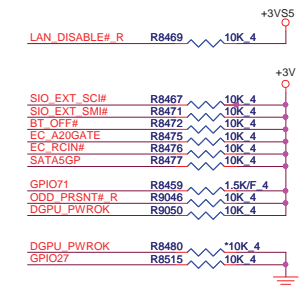 +3VS5
LAN_DISABLE#_R R8469 10K_4
+3V
SIO_EXT_SCI# R8467 10K_4
SIO_EXT_SMI# R8471 10K_4
BT_OFF# R8472 10K_4
EC_A20GATE R8475 10K_4
EC_RCIN# R8476 10K_4
SATA5GP R8477 10K_4
GPIO71 R8459 1.5K/F_4
ODD_PRSNT#_R R9046 10K_4
DGPU_PWROK R9050 10K_4
DGPU_PWROK R8480 *10K_4
GPIO27 R8515 10K_4